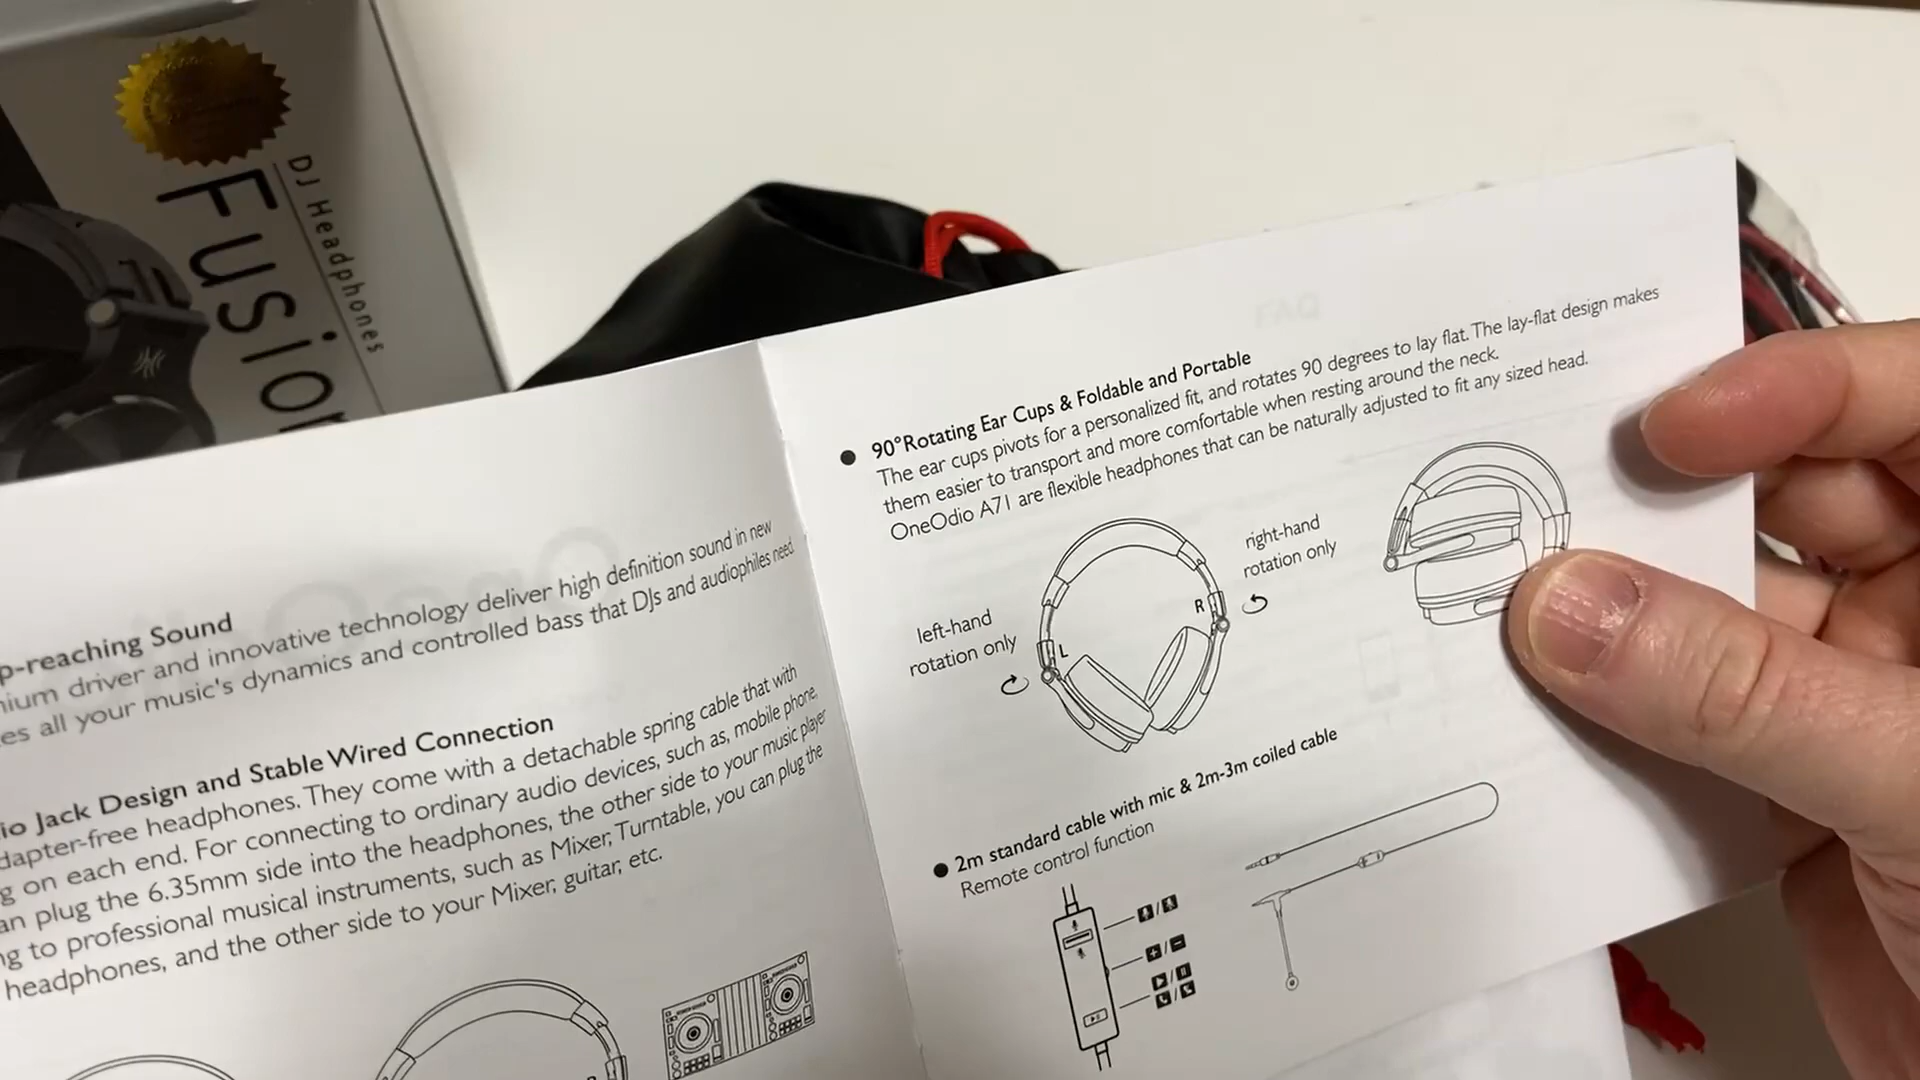 DJ Headphones
Fusion
p-reaching Sound
nium driver and innovative technology deliver high definition sound in new
es all your music's dynamics and controlled bass that DJs and audiophiles need.
io Jack Design and Stable Wired Connection
dapter-free headphones. They come with a detachable spring cable that with
g on each end. For connecting to ordinary audio devices, such as, mobile phone,
an plug the 6.35mm side into the headphones, the other side to your music player
ng to professional musical instruments, such as Mixer, Turntable, you can plug the
headphones, and the other side to your Mixer, guitar, etc.
FAQ
● 90°Rotating Ear Cups & Foldable and Portable
The ear cups pivots for a personalized fit, and rotates 90 degrees to lay flat. The lay-flat design makes
them easier to transport and more comfortable when resting around the neck.
OneOdio A71 are flexible headphones that can be naturally adjusted to fit any sized head.
left-hand
rotation only
L
R
right-hand
rotation only
● 2m standard cable with mic & 2m-3m coiled cable
Remote control function
+/-